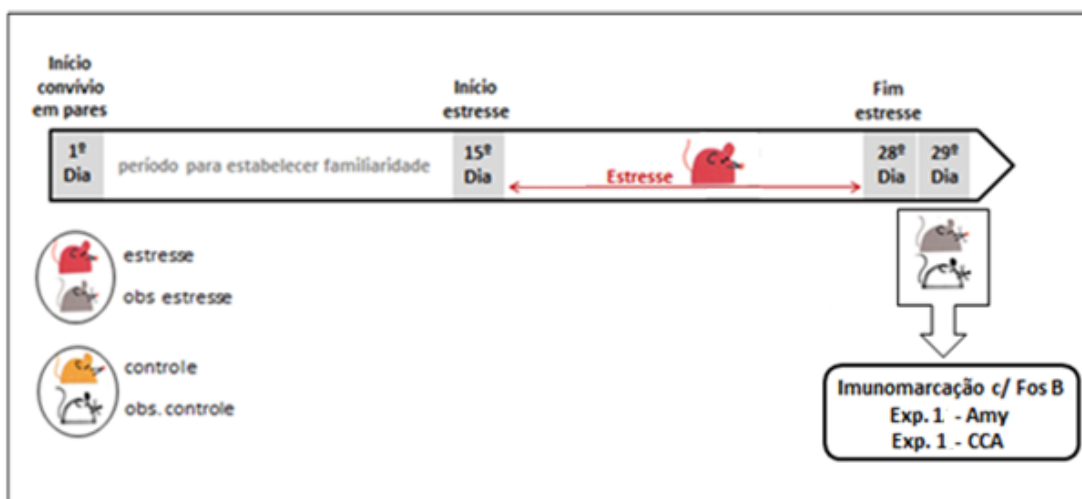 Início
convívio
em pares
Início
estresse
Fim
estresse
1º
Dia
período para estabelecer familiaridade
15º
Dia
Estresse
28º
Dia
29º
Dia
estresse
obs estresse
controle
obs. controle
Imunomarcação c/ Fos B
Exp. 1 - Amy
Exp. 1 - CCA